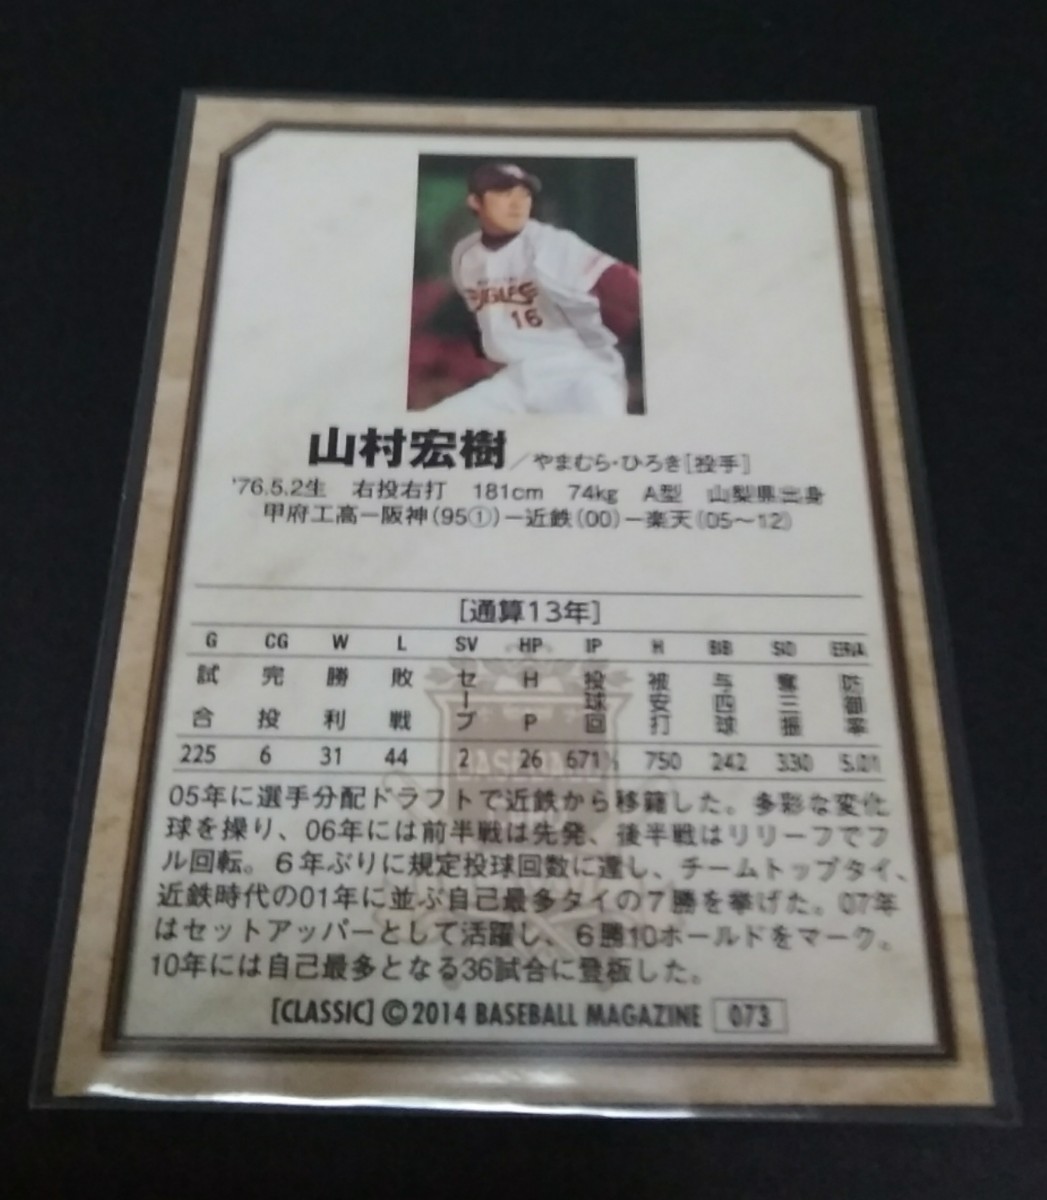 EAGLES
16
山村宏樹／やまむら・ひろき[投手]
'76.5.2生 右投右打 181cm 74kg A型 山梨県出身
甲府工高－阪神(95①)－近鉄(00)－楽天(05～12)
[通算13年]
G CG W L SV HP IP H BB SO ERA
試合 完投 勝利 敗戦 セーブ HP 投球回 被安打 与四球 奪三振 防御率
225 6 31 44 2 26 671⅓ 750 242 330 5.01
05年に選手分配ドラフトで近鉄から移籍した。多彩な変化
球を操り、06年には前半戦は先発、後半戦はリリーフでフ
ル回転。6年ぶりに規定投球回数に達し、チームトップタイ、
近鉄時代の01年に並ぶ自己最多タイの7勝を挙げた。07年
はセットアッパーとして活躍し、6勝10ホールドをマーク。
10年には自己最多となる36試合に登板した。
[CLASSIC] ©2014 BASEBALL MAGAZINE 073